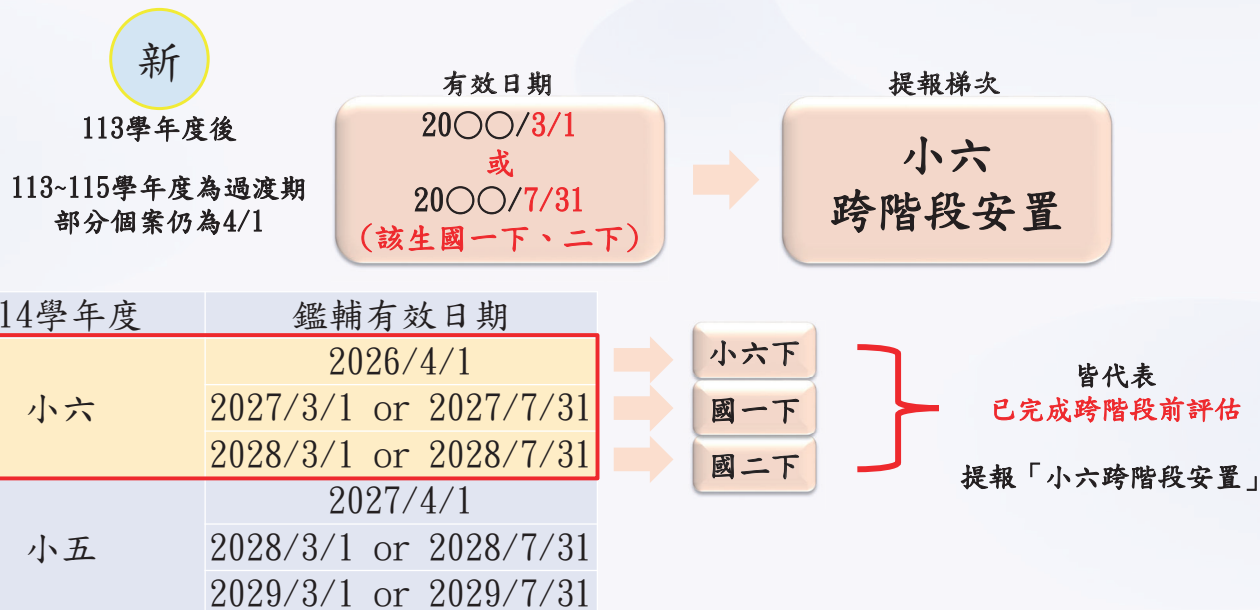 新
113學年度後
113~115學年度為過渡期
部分個案仍為4/1
有效日期
20○○/3/1
或
20○○/7/31
(該生國一下、二下)
提報梯次
小六
跨階段安置
14學年度
鑑輔有效日期
小六
2026/4/1
2027/3/1 or 2027/7/31
2028/3/1 or 2028/7/31
小五
2027/4/1
2028/3/1 or 2028/7/31
2029/3/1 or 2029/7/31
小六下
國一下
國二下
皆代表
已完成跨階段前評估
提報「小六跨階段安置」